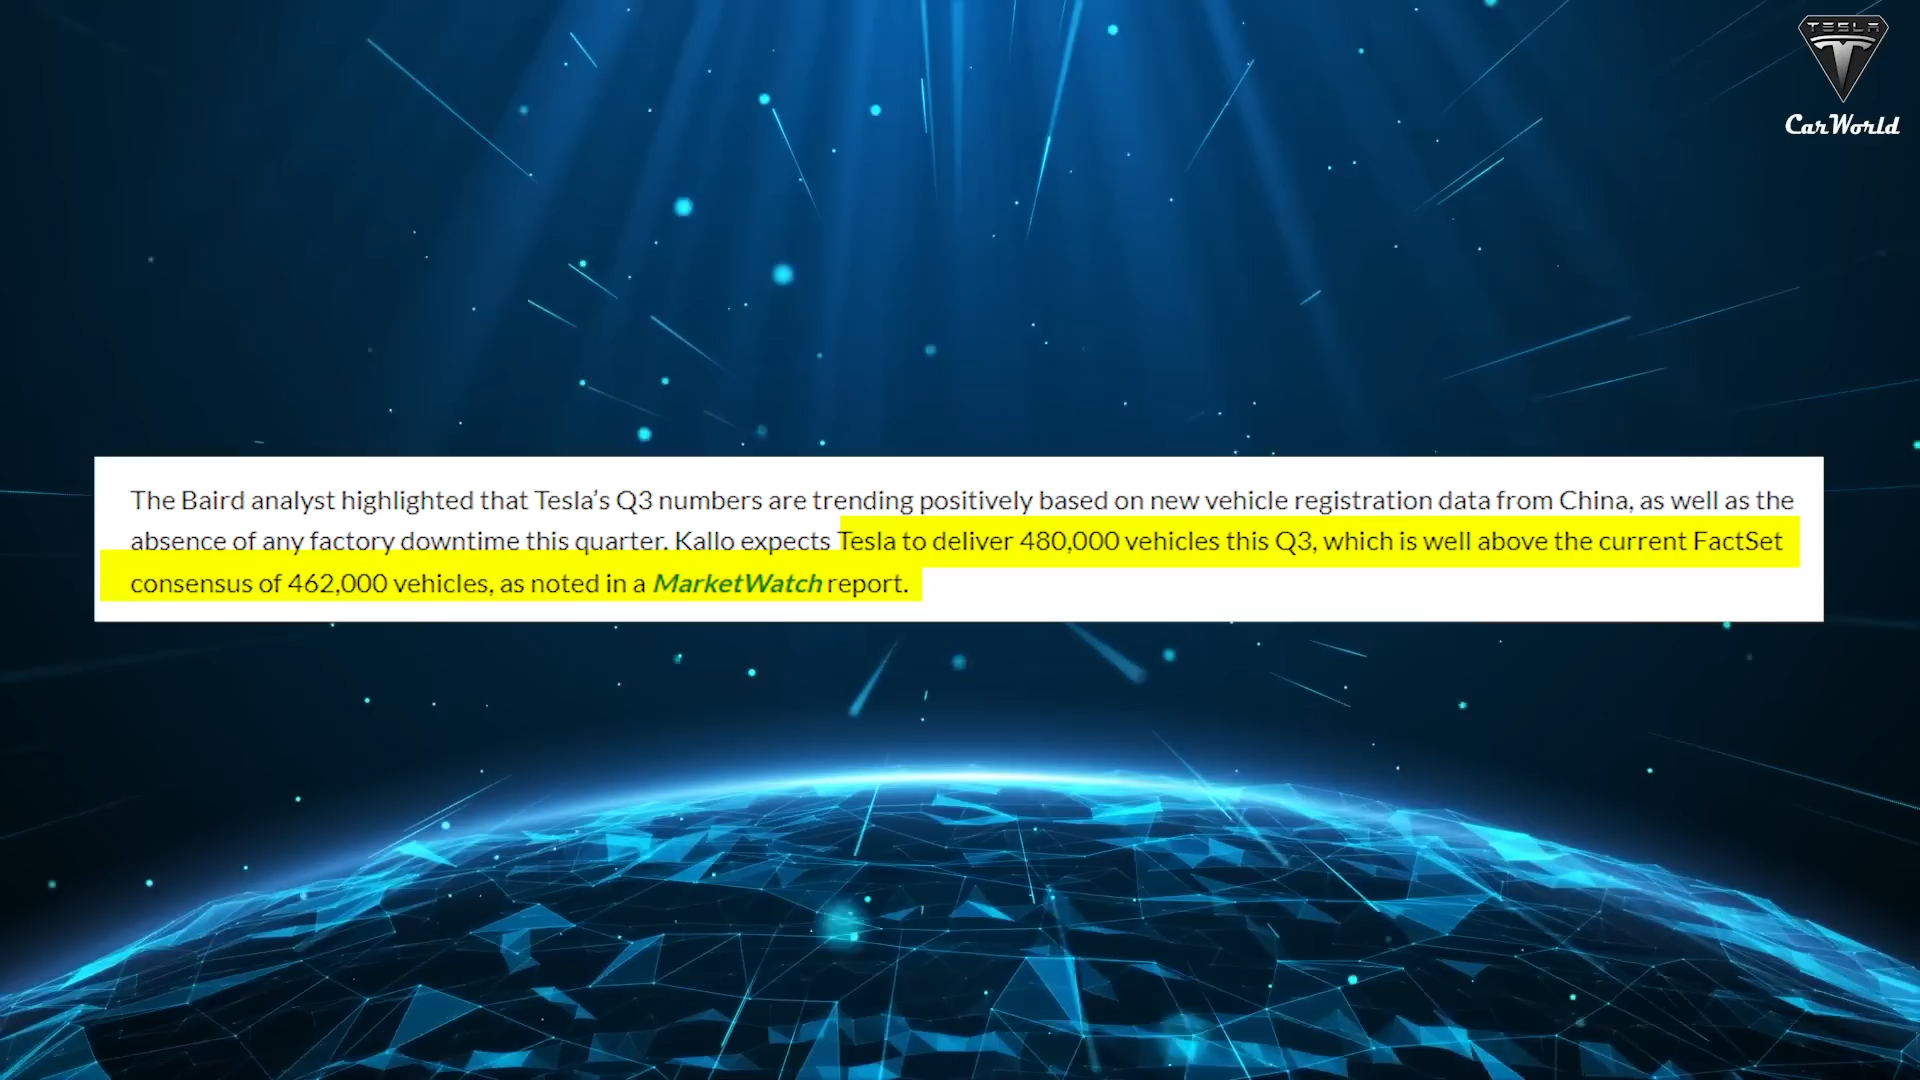 TESLA
CarWorld
The Baird analyst highlighted that Tesla's Q3 numbers are trending positively based on new vehicle registration data from China, as well as the
absence of any factory downtime this quarter. Kallo expects Tesla to deliver 480,000 vehicles this Q3, which is well above the current FactSet
consensus of 462,000 vehicles, as noted in a MarketWatch report.